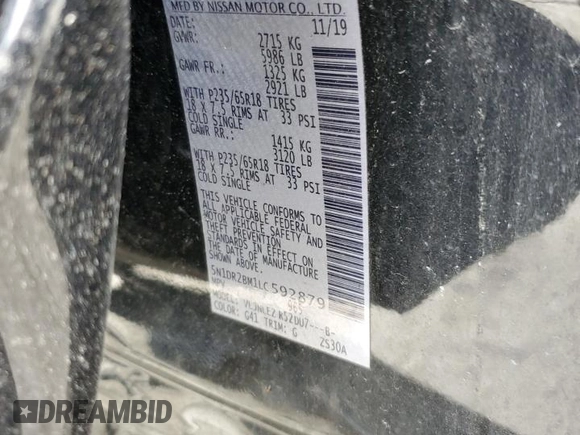 MFD BY NISSAN MOTOR CO., LTD.
DATE: 11/19
GVWR: 2715 KG
5986 LB
GAWR FR.: 1325 KG
2921 LB
WITH P235/65R18 TIRES
18 X 7.5 RIMS AT 33 PSI
COLD SINGLE
GAWR RR.: 1415 KG
3120 LB
WITH P235/65R18 TIRES
18 X 7.5 RIMS AT 33 PSI
COLD SINGLE
THIS VEHICLE CONFORMS TO
ALL APPLICABLE FEDERAL
MOTOR VEHICLE SAFETY AND
STANDARDS IN EFFECT ON
THE DATE OF MANUFACTURE
SHOWN ABOVE.
5N1DR2BM1LC593879
MPV
MODEL:
COLOR: G41 TRIM: G ZS30A
DREAMBID